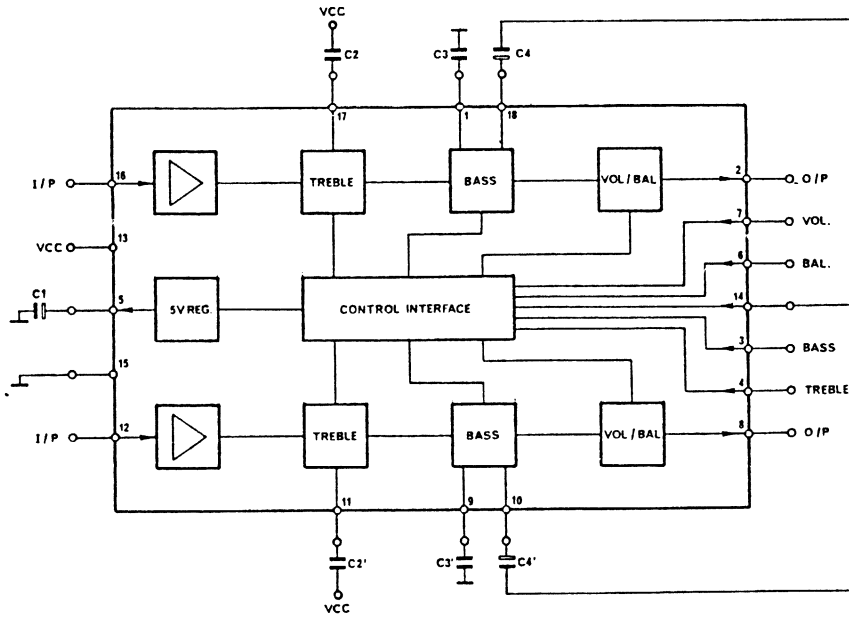 VCC
C2
C3
C4
17
1
18
16
I/P
TREBLE
BASS
VOL/BAL
2
O/P
7
VOL.
13
VCC
6
BAL.
C1
5
5V REG.
CONTROL INTERFACE
14
15
3
BASS
4
TREBLE
I/P
12
TREBLE
BASS
VOL/BAL
8
O/P
11
9
10
C2'
C3'
C4'
VCC